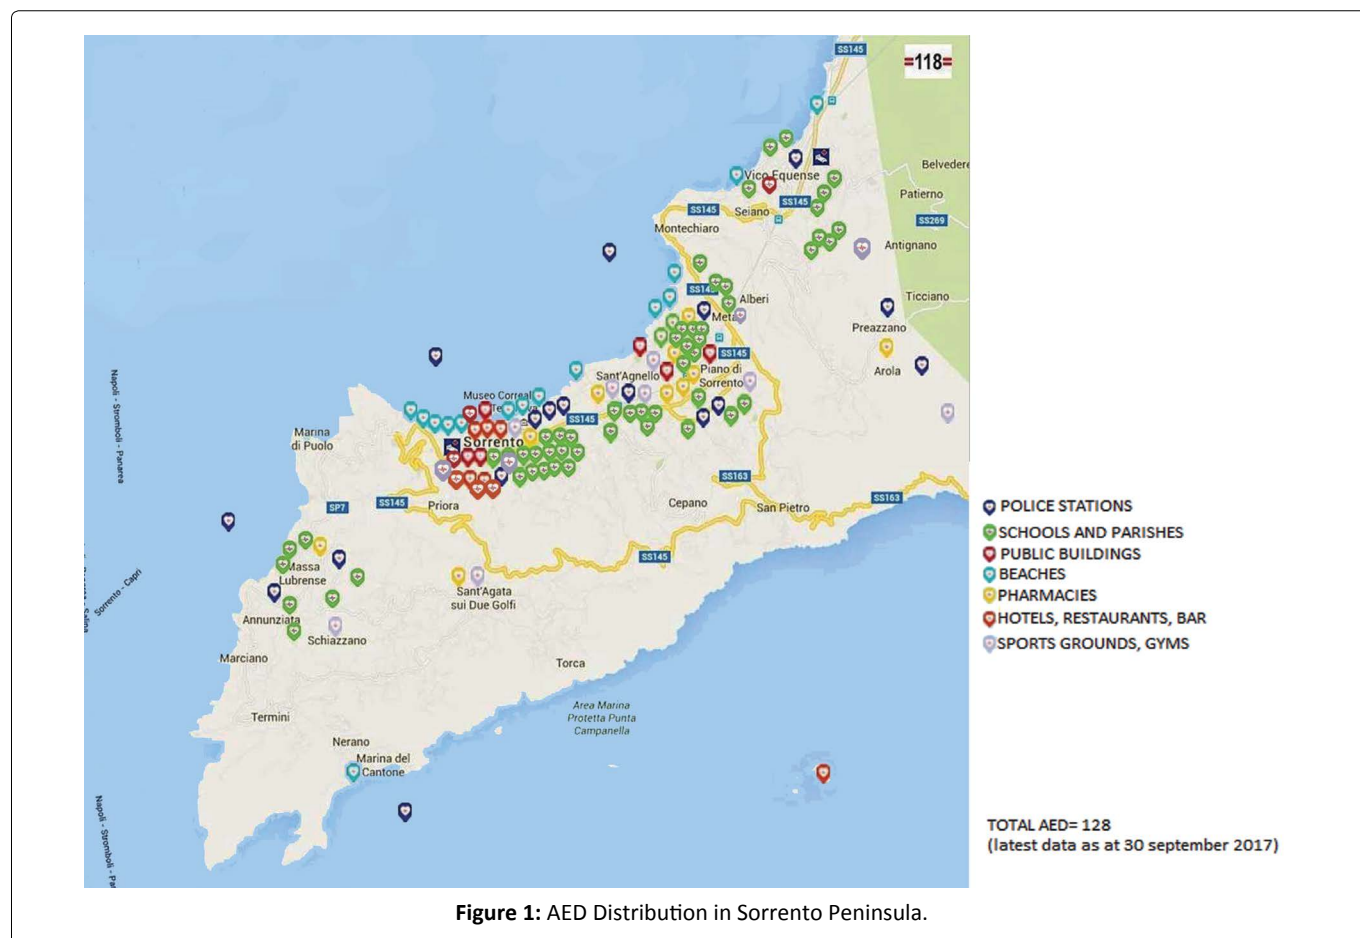 SS145
=118=
Belvedere
Vico Equense
Patierno
SS145
SS145
Seiano
SS269
Montechiaro
Antignano
SS145
Alberi
Ticciano
Meta
Preazzano
SS145
Arola
Sant'Agnello
Piano di
Sorrento
Museo Correal
SS145
Marina
di Puolo
Sorrento
Napoli - Stromboli - Panarea
SS163
SS163
SS145
Priora
Cepano
San Pietro
SP7
SS145
Massa
Lubrense
Sorrento - Capri
Sant'Agata
sui Due Golfi
Annunziata
Schiazzano
Marciano
Torca
Area Marina
Protetta Punta
Campanella
Termini
Nerano
Marina del
Cantone
Napoli - Stromboli - Pa
POLICE STATIONS
SCHOOLS AND PARISHES
PUBLIC BUILDINGS
BEACHES
PHARMACIES
HOTELS, RESTAURANTS, BAR
SPORTS GROUNDS, GYMS
TOTAL AED= 128
(latest data as at 30 september 2017)
Figure 1: AED Distribution in Sorrento Peninsula.